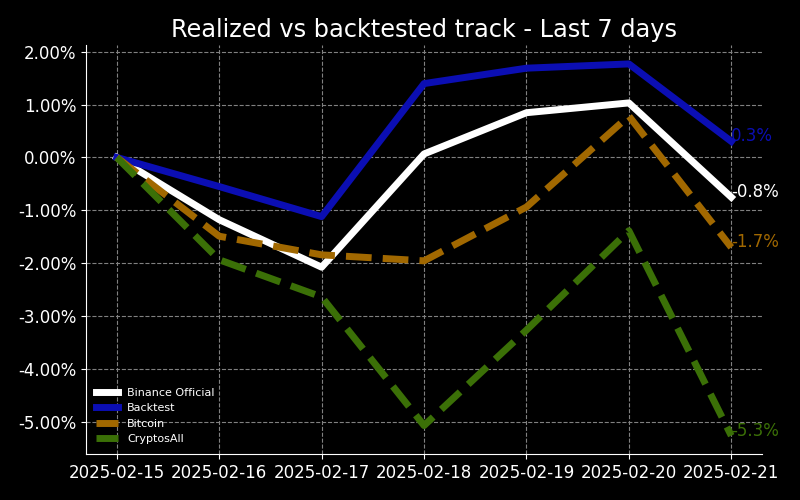 Realized vs backtested track - Last 7 days
2.00%
1.00%
0.00%
-1.00%
-2.00%
-3.00%
-4.00%
-5.00%
0.3%
-0.8%
-1.7%
-5.3%
Binance Official
Backtest
Bitcoin
CryptosAll
2025-02-15 2025-02-16 2025-02-17 2025-02-18 2025-02-19 2025-02-20 2025-02-21